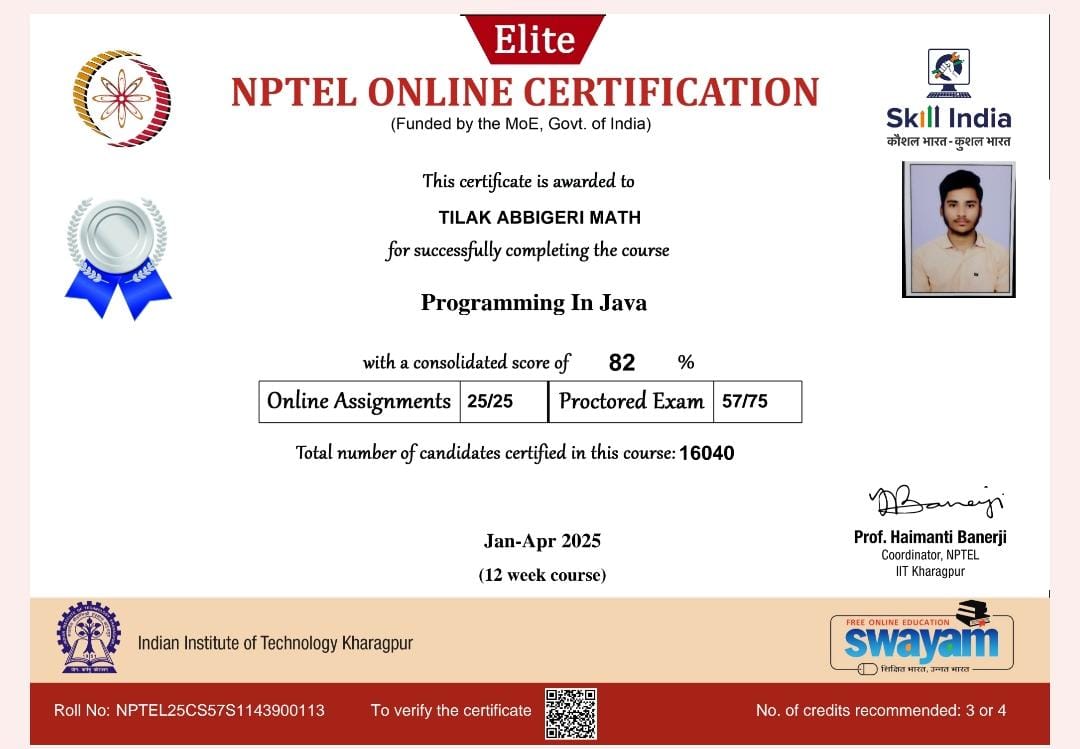 Elite
NPTEL ONLINE CERTIFICATION
(Funded by the MoE, Govt. of India)
Skill India
कौशल भारत - कुशल भारत
This certificate is awarded to
TILAK ABBIGERI MATH
for successfully completing the course
Programming In Java
with a consolidated score of 82 %
Online Assignments 25/25 Proctored Exam 57/75
Total number of candidates certified in this course: 16040
Jan-Apr 2025
(12 week course)
Prof. Haimanti Banerji
Coordinator, NPTEL
IIT Kharagpur
Indian Institute of Technology Kharagpur
FREE ONLINE EDUCATION
swayam
शिक्षित भारत, उन्नत भारत
Roll No: NPTEL25CS57S1143900113 To verify the certificate No. of credits recommended: 3 or 4